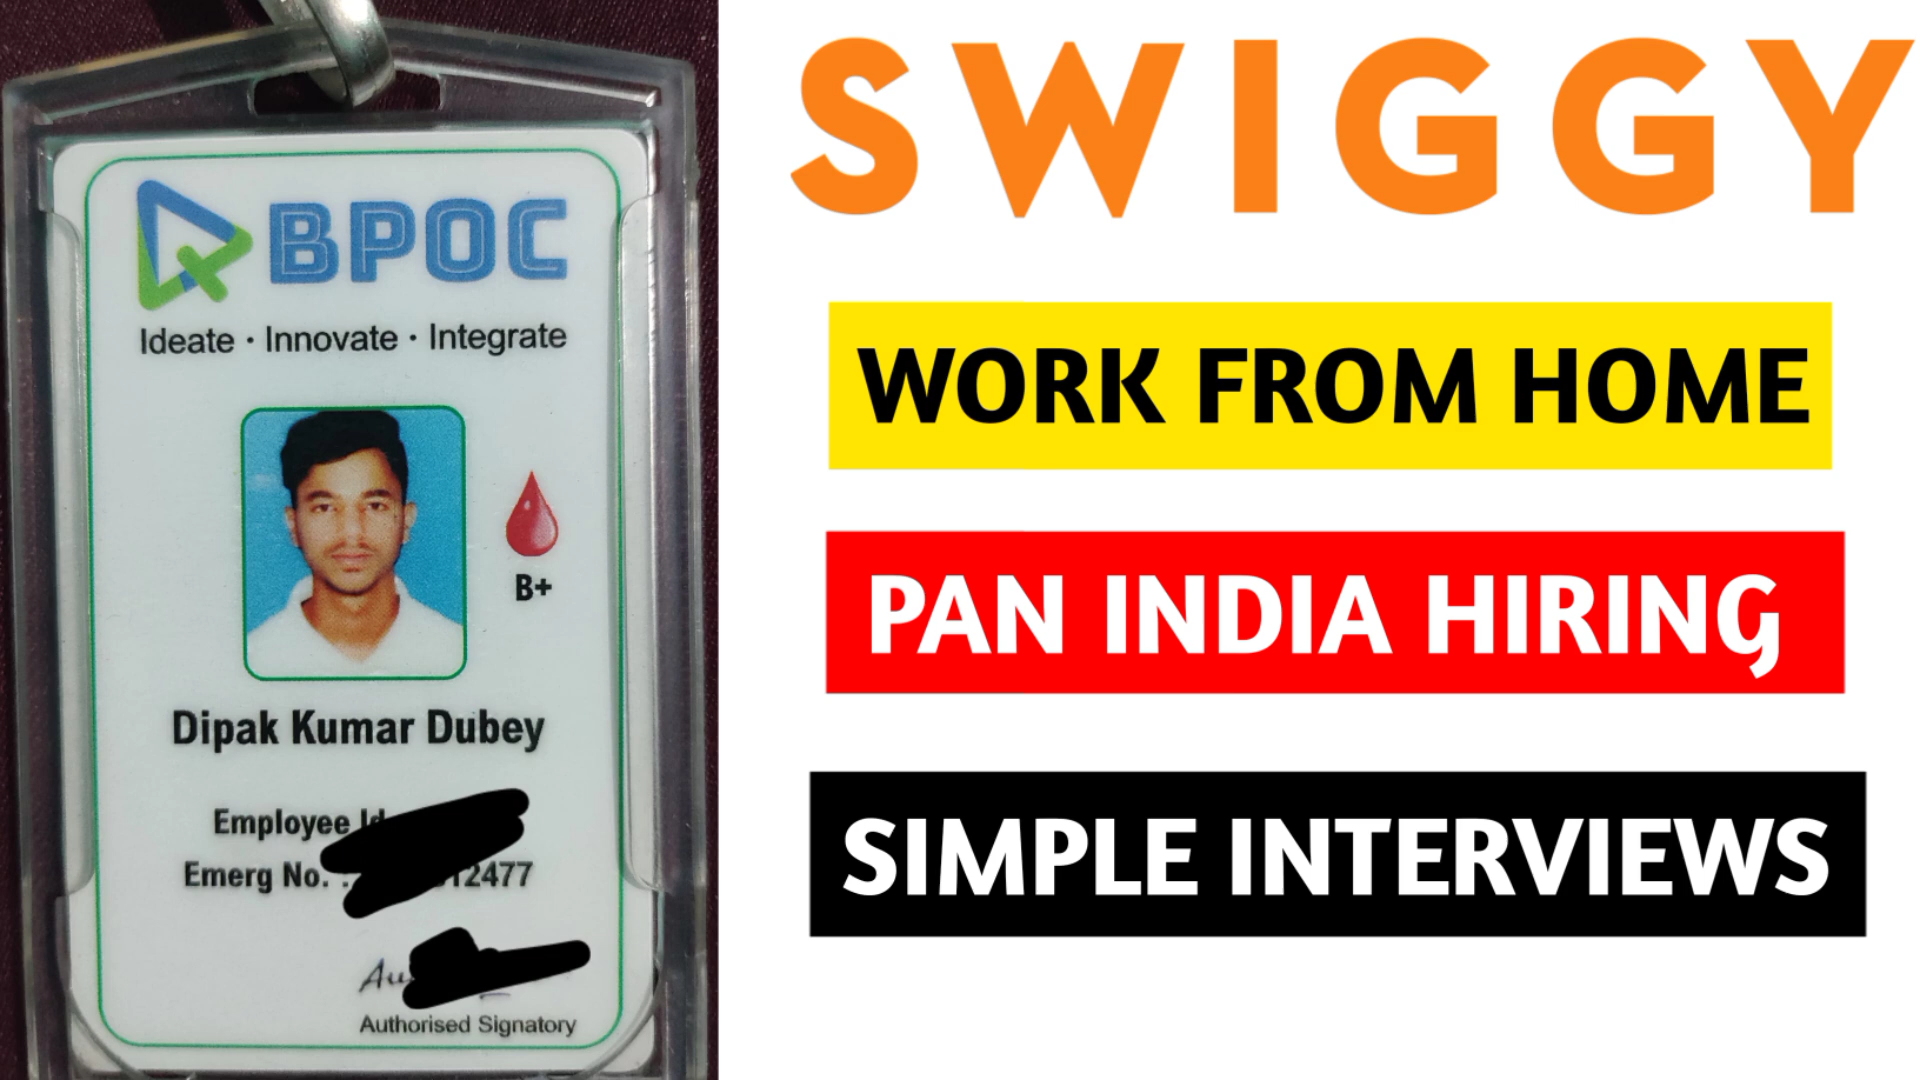 BPOC
Ideate · Innovate · Integrate
B+
Dipak Kumar Dubey
Employee Id
Emerg No. :
12477
Authorised Signatory
SWIGGY
WORK FROM HOME
PAN INDIA HIRING
SIMPLE INTERVIEWS